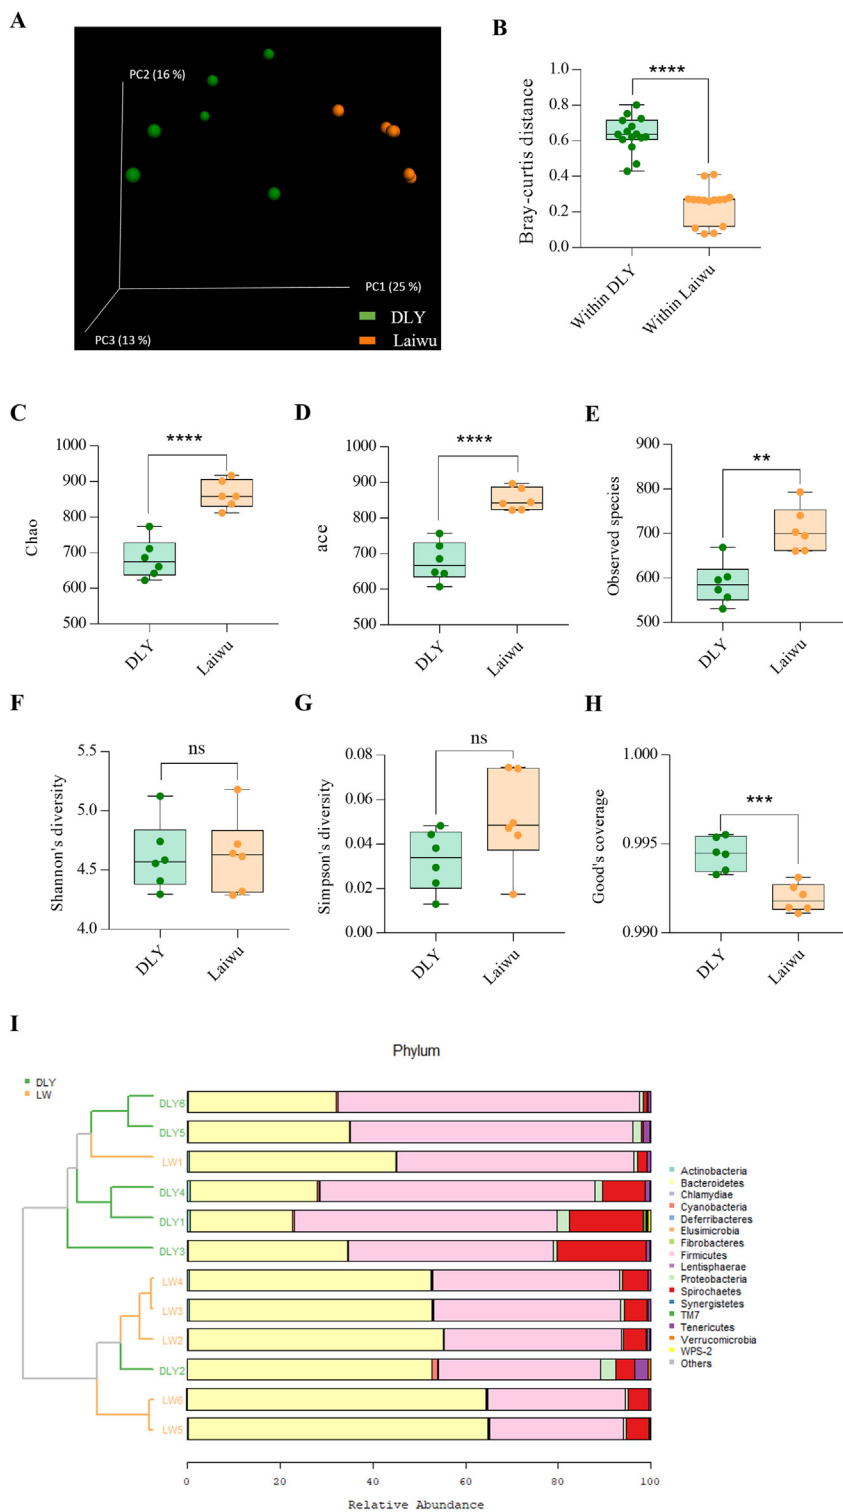 A
PC2 (16 %)
PC1 (25 %)
PC3 (13 %)
DLY
Laiwu
B
****
Bray-curtis distance
1.0
0.8
0.6
0.4
0.2
0.0
Within DLY
Within Laiwu
C
****
Chao
1000
900
800
700
600
500
DLY
Laiwu
D
****
ace
1000
900
800
700
600
500
DLY
Laiwu
E
**
Observed species
900
800
700
600
500
DLY
Laiwu
F
ns
Shannon's diversity
5.5
5.0
4.5
4.0
DLY
Laiwu
G
ns
Simpson's diversity
0.08
0.06
0.04
0.02
0.00
DLY
Laiwu
H
***
Good's coverage
1.000
0.995
0.990
DLY
Laiwu
I
Phylum
DLY
LW
DLY6
DLY5
LW1
DLY4
DLY1
DLY3
LW4
LW3
LW2
DLY2
LW6
LW5
Actinobacteria
Bacteroidetes
Chlamydiae
Cyanobacteria
Deferribacteres
Elusimicrobia
Fibrobacteres
Firmicutes
Lentisphaerae
Proteobacteria
Spirochaetes
Synergistetes
TM7
Tenericutes
Verrucomicrobia
WPS-2
Others
0 20 40 60 80 100
Relative Abundance